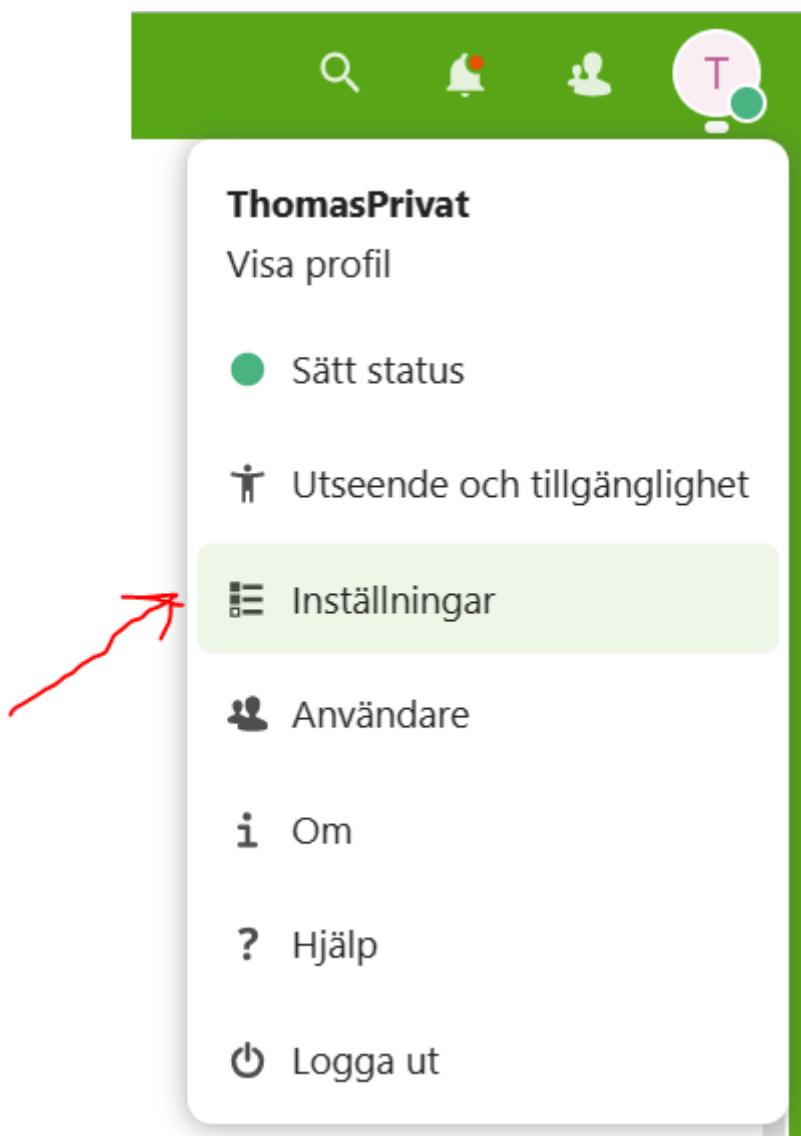 T
ThomasPrivat
Visa profil
Sätt status
Utseende och tillgänglighet
Inställningar
Användare
Om
Hjälp
Logga ut